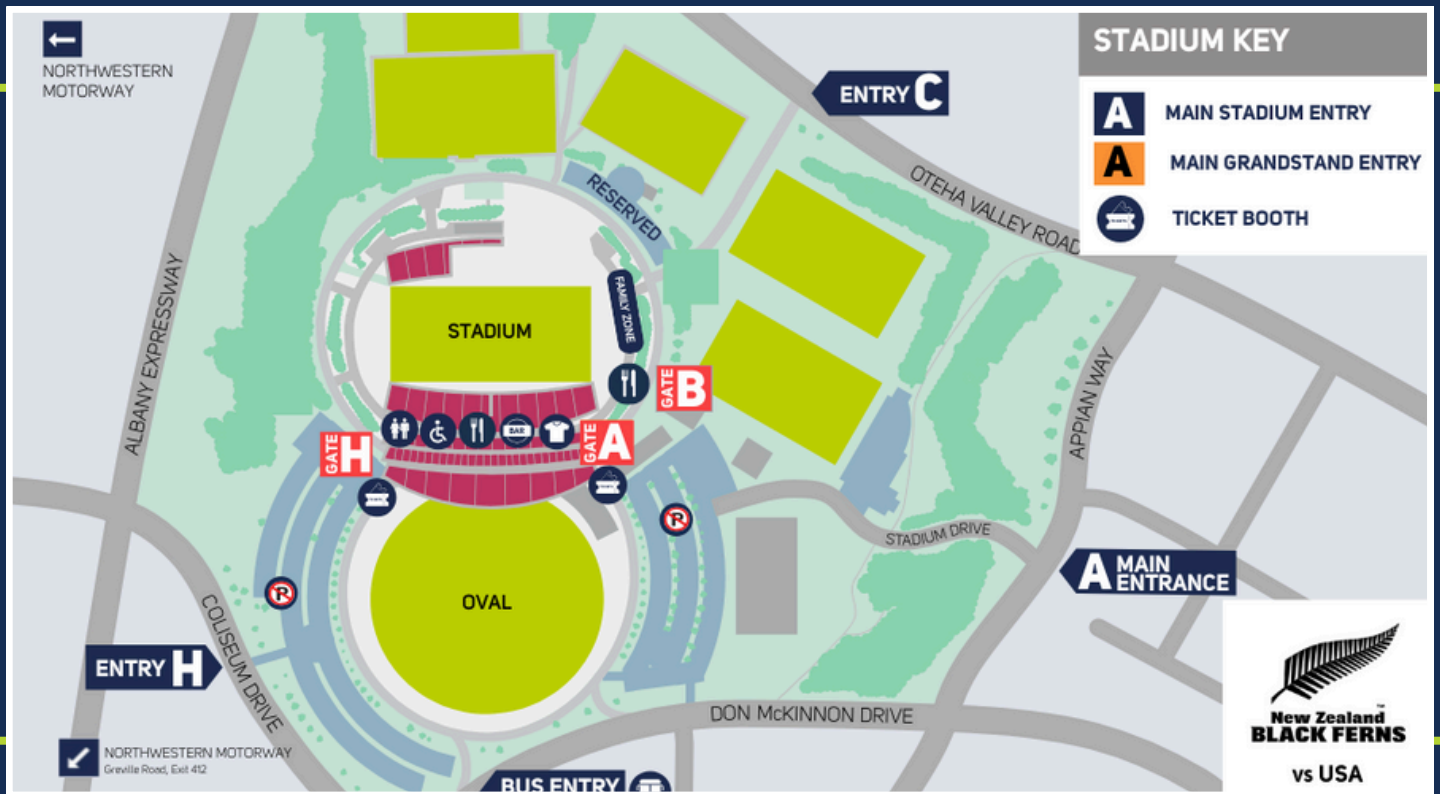 NORTHWESTERN
MOTORWAY
ENTRY C
STADIUM KEY
A MAIN STADIUM ENTRY
A MAIN GRANDSTAND ENTRY
TICKET BOOTH
OTEHA VALLEY ROAD
RESERVED
ALBANY EXPRESSWAY
FAMILY ZONE
STADIUM
GATE B
APPIAN WAY
BAR
GATE H
GATE A
P
STADIUM DRIVE
A MAIN
ENTRANCE
P
OVAL
COLISEUM DRIVE
ENTRY H
DON McKINNON DRIVE
NORTHWESTERN MOTORWAY
Greville Road, Exit 412
BUS ENTRY
New Zealand
BLACK FERNS
™
vs USA